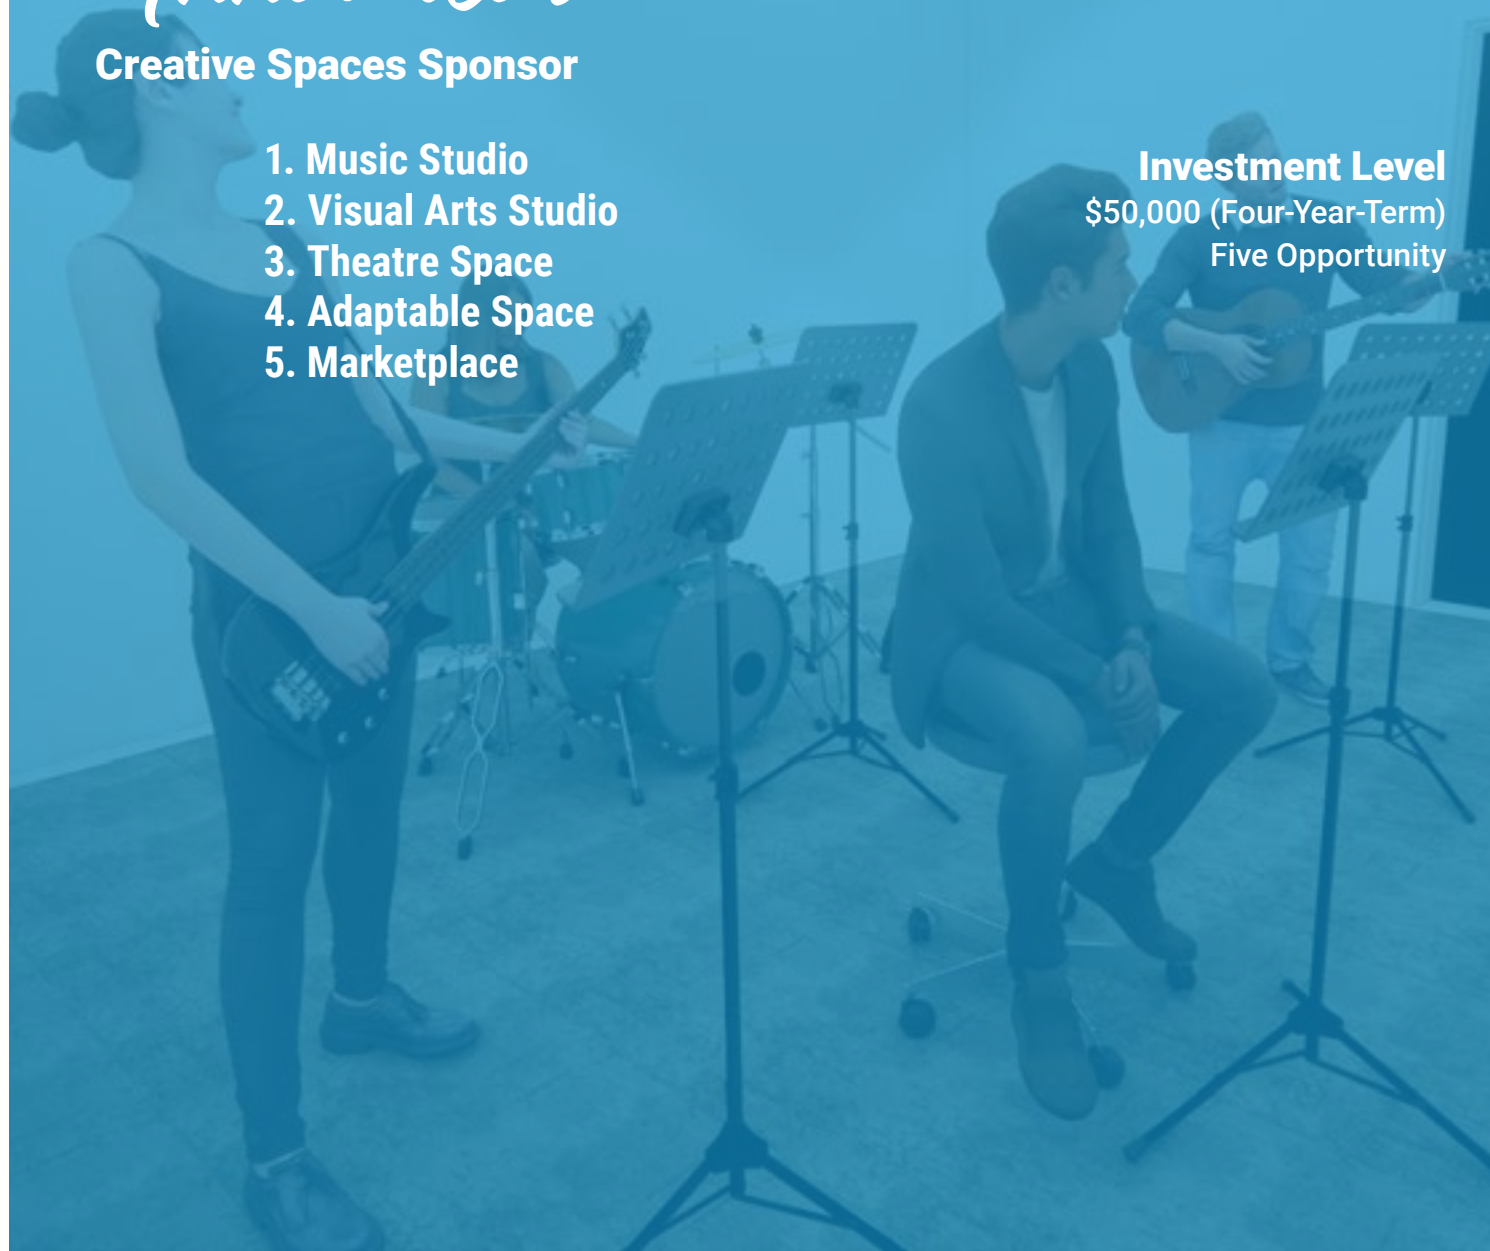 Creative Spaces Sponsor
1. Music Studio
2. Visual Arts Studio
3. Theatre Space
4. Adaptable Space
5. Marketplace
Investment Level
$50,000 (Four-Year-Term)
Five Opportunity